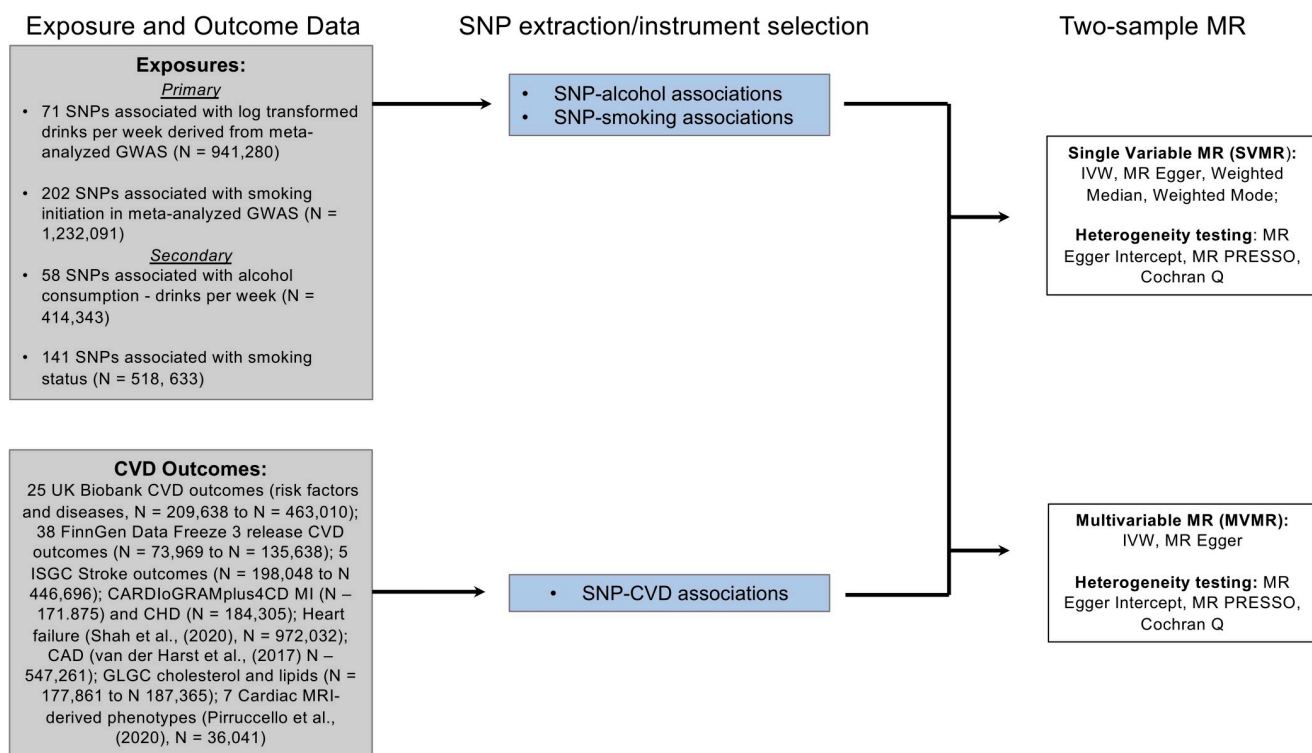 Exposure and Outcome Data
SNP extraction/instrument selection
Two-sample MR
Exposures:
Primary
• 71 SNPs associated with log transformed
drinks per week derived from meta-
analyzed GWAS (N = 941,280)
• 202 SNPs associated with smoking
initiation in meta-analyzed GWAS (N =
1,232,091)
Secondary
• 58 SNPs associated with alcohol
consumption - drinks per week (N =
414,343)
• 141 SNPs associated with smoking
status (N = 518, 633)
• SNP-alcohol associations
• SNP-smoking associations
Single Variable MR (SVMR):
IVW, MR Egger, Weighted
Median, Weighted Mode;
Heterogeneity testing: MR
Egger Intercept, MR PRESSO,
Cochran Q
CVD Outcomes:
25 UK Biobank CVD outcomes (risk factors
and diseases, N = 209,638 to N = 463,010);
38 FinnGen Data Freeze 3 release CVD
outcomes (N = 73,969 to N = 135,638); 5
ISGC Stroke outcomes (N = 198,048 to N
446,696); CARDIoGRAMplus4CD MI (N –
171.875) and CHD (N = 184,305); Heart
failure (Shah et al., (2020), N = 972,032);
CAD (van der Harst et al., (2017) N –
547,261); GLGC cholesterol and lipids (N =
177,861 to N 187,365); 7 Cardiac MRI-
derived phenotypes (Pirruccello et al.,
(2020), N = 36,041)
• SNP-CVD associations
Multivariable MR (MVMR):
IVW, MR Egger
Heterogeneity testing: MR
Egger Intercept, MR PRESSO,
Cochran Q